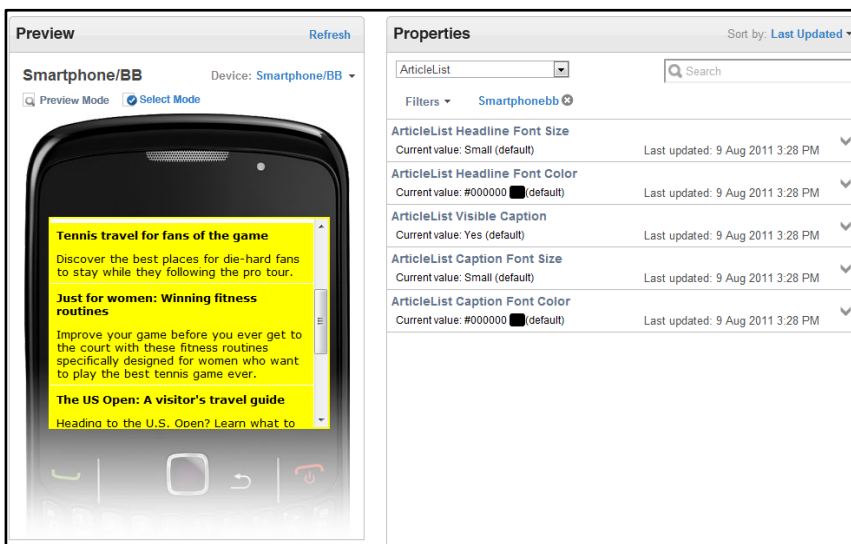 Preview
Refresh
Smartphone/BB
Device: Smartphone/BB
Preview Mode
Select Mode
Tennis travel for fans of the game
Discover the best places for die-hard fans
to stay while they following the pro tour.
Just for women: Winning fitness
routines
Improve your game before you ever get to
the court with these fitness routines
specifically designed for women who want
to play the best tennis game ever.
The US Open: A visitor's travel guide
Heading to the U.S. Open? Learn what to
Properties
Sort by: Last Updated
ArticleList
Search
Filters
Smartphonebb
ArticleList Headline Font Size
Current value: Small (default)
Last updated: 9 Aug 2011 3:28 PM
ArticleList Headline Font Color
Current value: #000000 (default)
Last updated: 9 Aug 2011 3:28 PM
ArticleList Visible Caption
Current value: Yes (default)
Last updated: 9 Aug 2011 3:28 PM
ArticleList Caption Font Size
Current value: Small (default)
Last updated: 9 Aug 2011 3:28 PM
ArticleList Caption Font Color
Current value: #000000 (default)
Last updated: 9 Aug 2011 3:28 PM